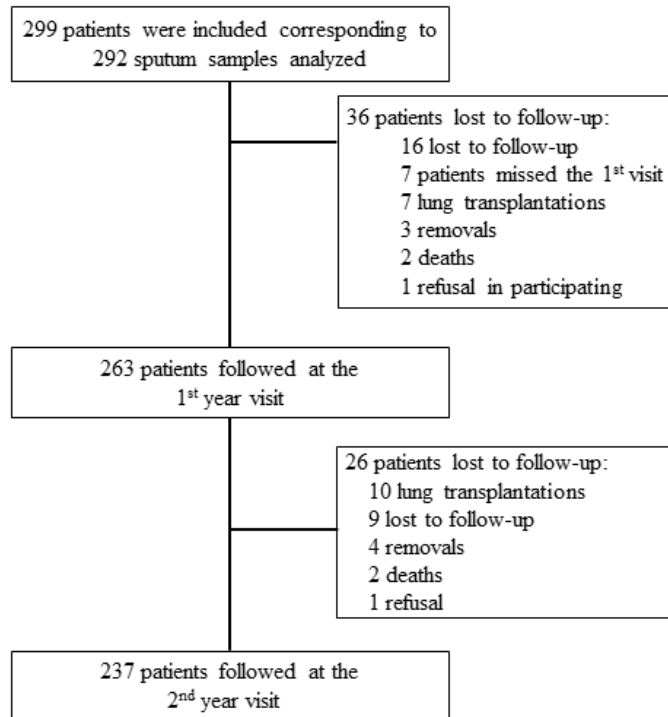 299 patients were included corresponding to
292 sputum samples analyzed
36 patients lost to follow-up:
16 lost to follow-up
7 patients missed the 1st visit
7 lung transplantations
3 removals
2 deaths
1 refusal in participating
263 patients followed at the
1st year visit
26 patients lost to follow-up:
10 lung transplantations
9 lost to follow-up
4 removals
2 deaths
1 refusal
237 patients followed at the
2nd year visit